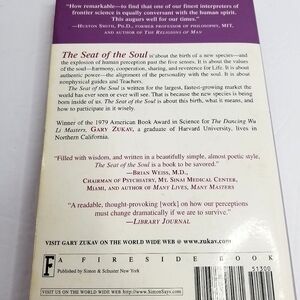 How remarkable—to find that one of our finest interpreters of
frontier science is equally conversant with the human spirit.
This augurs well for our times."
—Huston Smith, Ph.D., former professor of philosophy, MIT,
and author of The Religions of Man
The Seat of the Soul is about the birth of a new species—and
the explosion of human perception past the five senses. It is about the values
of the soul—harmony, cooperation, sharing, and reverence for Life. It is about
authentic power—the alignment of the personality with the soul. It is about
nonphysical guides and Teachers.
The Seat of the Soul is written for the largest, fastest-growing market the
world has ever seen or ever will see. That is because the new species is being
born inside of us. The Seat of the Soul is about this birth, what it means, and
how to participate in it wisely.
Winner of the 1979 American Book Award in Science for The Dancing Wu
Li Masters, Gary Zukav, a graduate of Harvard University, lives in
Northern California.
"Filled with wisdom, and written in a beautifully simple, almost poetic style,
The Seat of the Soul is a book to be savored."
—Brian Weiss, M.D.,
Chairman of Psychiatry, Mt. Sinai Medical Center,
Miami, and author of Many Lives, Many Masters
"A readable, thought-provoking [work] on how our perceptions
must change dramatically if we are to survive."
—Library Journal
VISIT GARY ZUKAV ON THE WORLD WIDE WEB @ www.zukav.com
A FIRESIDE BOOK
Published by Simon & Schuster New York
51300
VISIT US ON THE WORLD WIDE WEB @ www.SimonSays.com